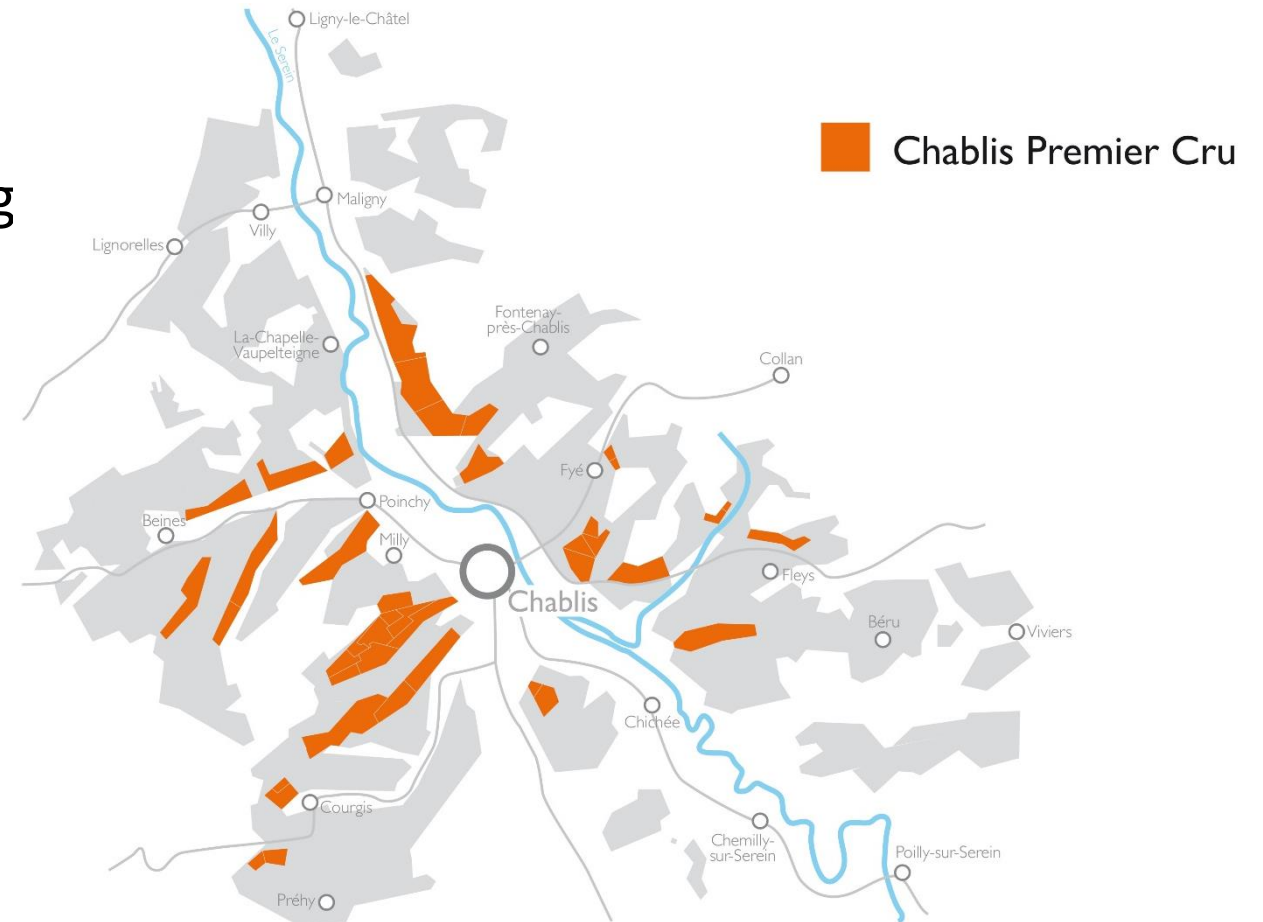 Ligny-le-Châtel
Le Serein
g
Chablis Premier Cru
Maligny
Villy
Lignorelles
Fontenay-
près-Chablis
La-Chapelle-
Vaupelteigne
Collan
Fyé
Poinchy
Beines
Milly
Fleys
Chablis
Béru
Viviers
Chichée
Courgis
Chemilly-
sur-Serein
Poilly-sur-Serein
Préhy